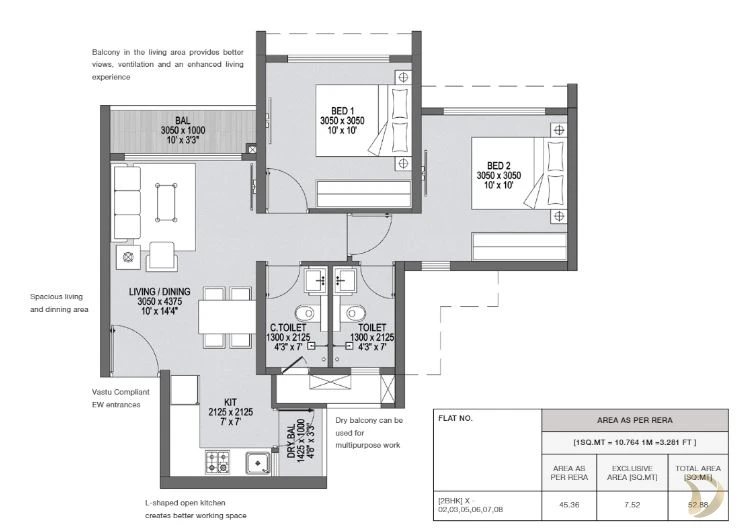 Balcony in the living area provides better
views, ventilation and an enhanced living
experience
BAL
3050 x 1000
10' x 3'3"
BED 1
3050 x 3050
10' x 10'
BED 2
3050 x 3050
10' x 10'
Spacious living
and dinning area
LIVING / DINING
3050 x 4375
10' x 14'4"
C.TOILET
1300 x 2125
4'3" x 7'
TOILET
1300 x 2125
4'3" x 7'
Vastu Compliant
EW entrances
KIT
2125 x 2125
7' x 7'
DRY.BAL
1425 x 1000
4'8" x 3'3"
Dry balcony can be
used for
multipurpose work
L-shaped open kitchen
creates better working space
FLAT NO.
AREA AS PER RERA
[1SQ.MT = 10.764 1M =3.281 FT ]
AREA AS
PER RERA
EXCLUSIVE
AREA [SQ.MT]
TOTAL AREA
[SQ.MT]
[2BHK] X -
02,03,05,06,07,08
45.36
7.52
52.88